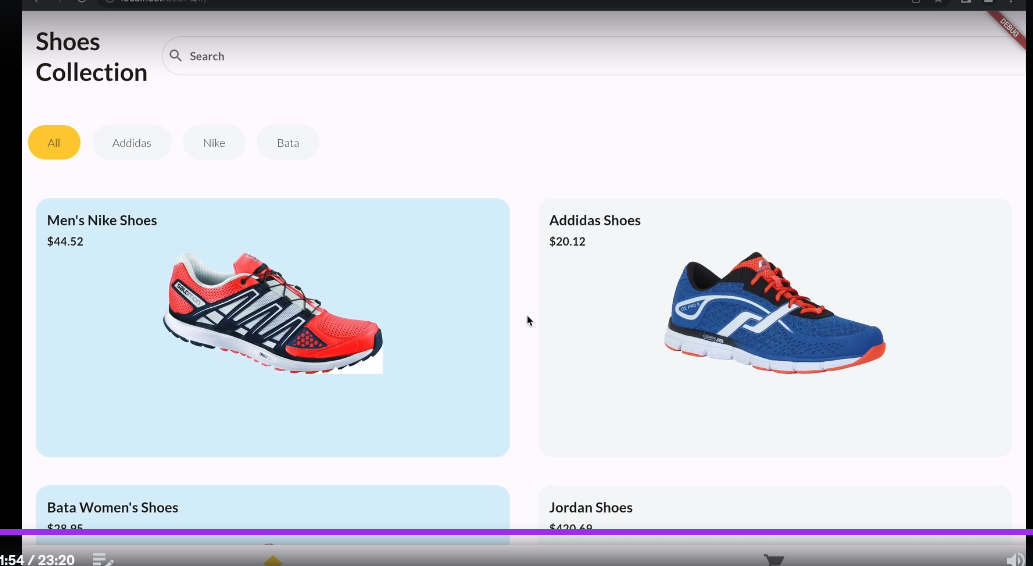 DEBUG
Shoes
Collection
Search
All
Addidas
Nike
Bata
Men's Nike Shoes
$44.52
Addidas Shoes
$20.12
Bata Women's Shoes
$28.95
Jordan Shoes
$420.69
1:54 / 23:20